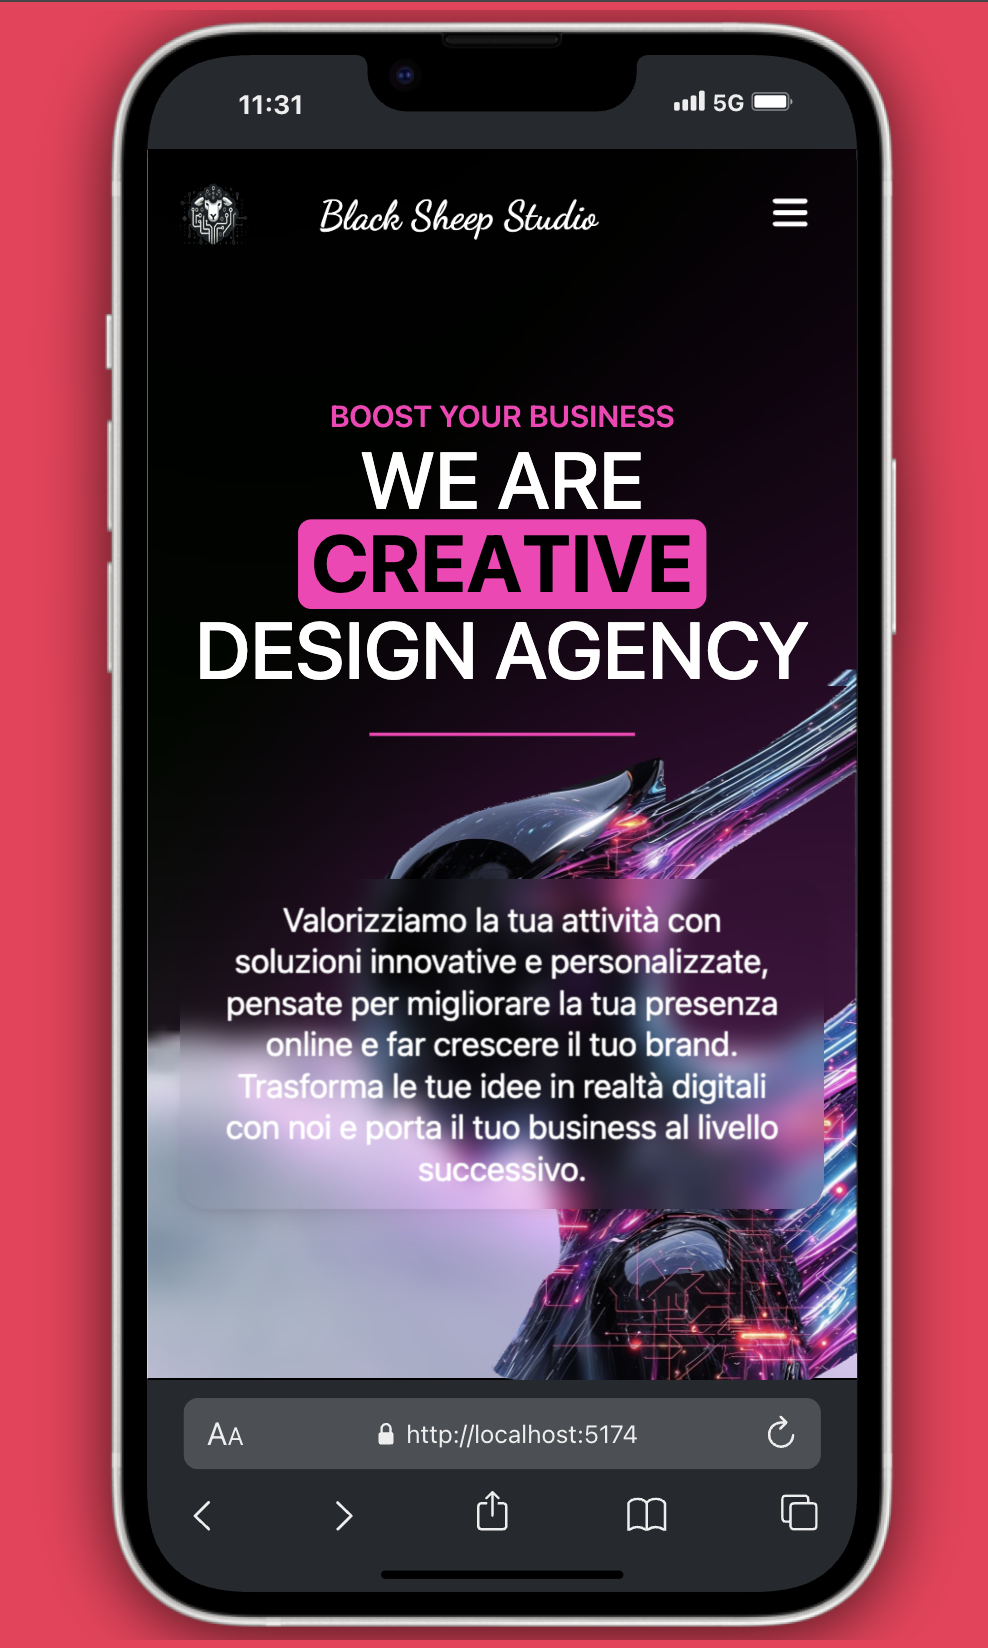 11:31
5G
Black Sheep Studio
BOOST YOUR BUSINESS
WE ARE
CREATIVE
DESIGN AGENCY
Valorizziamo la tua attività con
soluzioni innovative e personalizzate,
pensate per migliorare la tua presenza
online e far crescere il tuo brand.
Trasforma le tue idee in realtà digitali
con noi e porta il tuo business al livello
successivo.
AA
http://localhost:5174